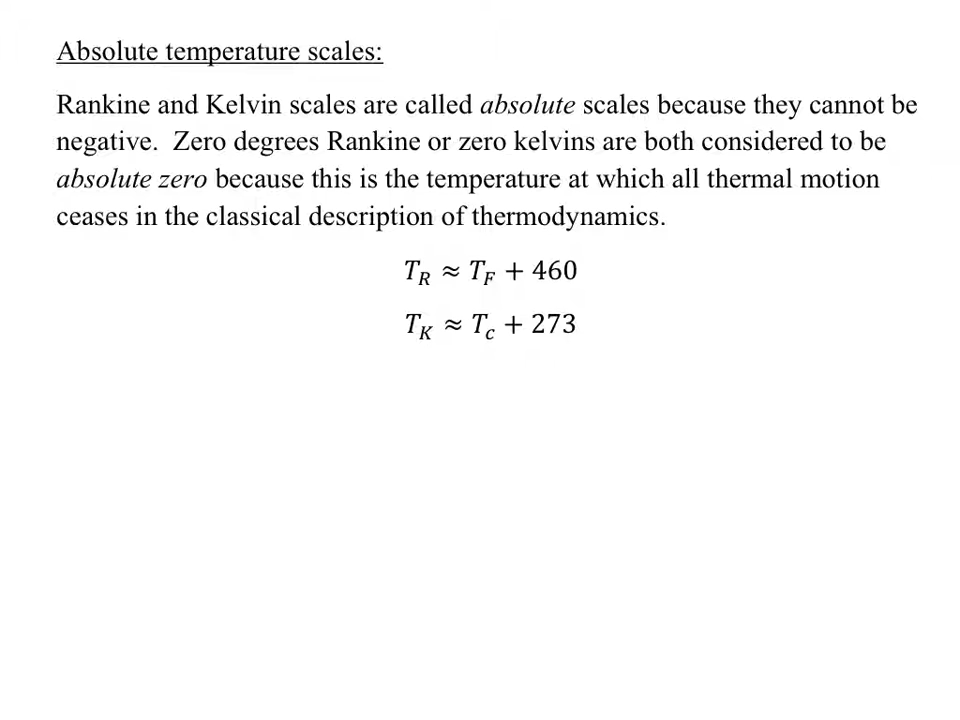 Absolute temperature scales:
Rankine and Kelvin scales are called absolute scales because they cannot be
negative.  Zero degrees Rankine or zero kelvins are both considered to be
absolute zero because this is the temperature at which all thermal motion
ceases in the classical description of thermodynamics.
T_R ≈ T_F + 460
T_K ≈ T_c + 273